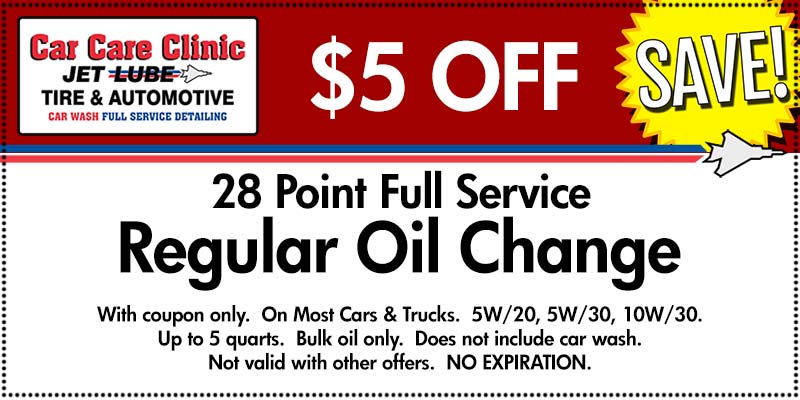 Car Care Clinic
JET LUBE
TIRE & AUTOMOTIVE
CAR WASH FULL SERVICE DETAILING
$5 OFF
SAVE!
28 Point Full Service
Regular Oil Change
With coupon only. On Most Cars & Trucks. 5W/20, 5W/30, 10W/30.
Up to 5 quarts. Bulk oil only. Does not include car wash.
Not valid with other offers. NO EXPIRATION.